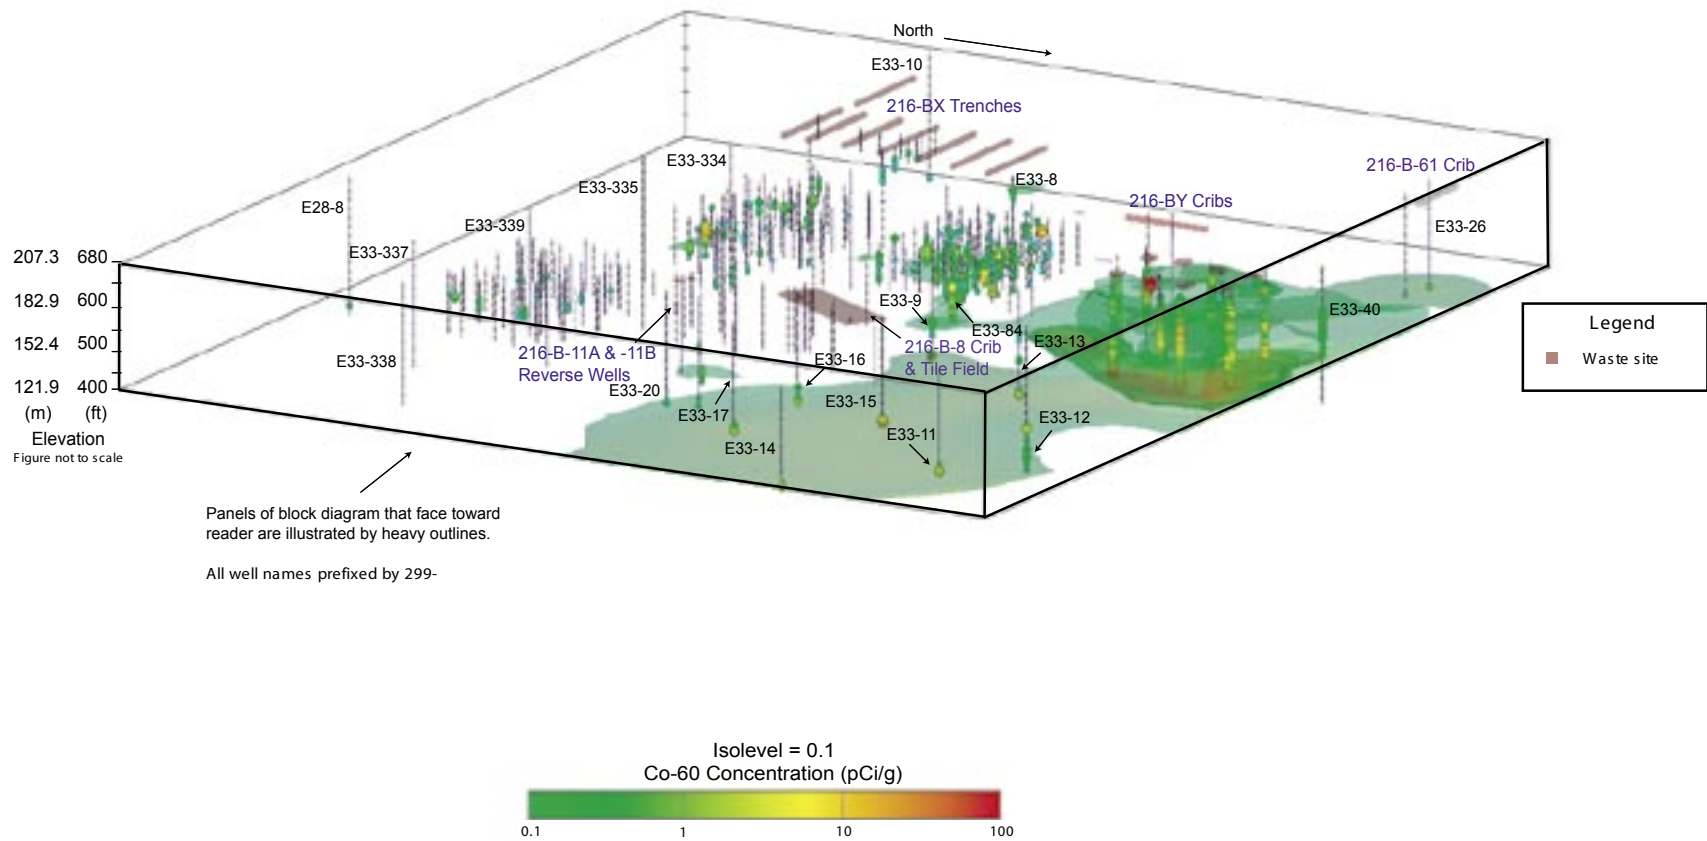 North
E33-10
216-BX Trenches
E33-334
216-B-61 Crib
E33-335
E33-8
216-BY Cribs
E28-8
E33-339
E33-26
E33-337
207.3 680
182.9 600
E33-9
E33-84
E33-40
Legend
152.4 500
216-B-11A & -11B
Reverse Wells
216-B-8 Crib
& Tile Field
E33-13
Waste site
E33-338
E33-16
121.9 400
(m) (ft)
E33-20
E33-17
E33-15
E33-12
Elevation
Figure not to scale
E33-14
E33-11
Panels of block diagram that face toward
reader are illustrated by heavy outlines.
All well names prefixed by 299-
Isolevel = 0.1
Co-60 Concentration (pCi/g)
0.1 1 10 100